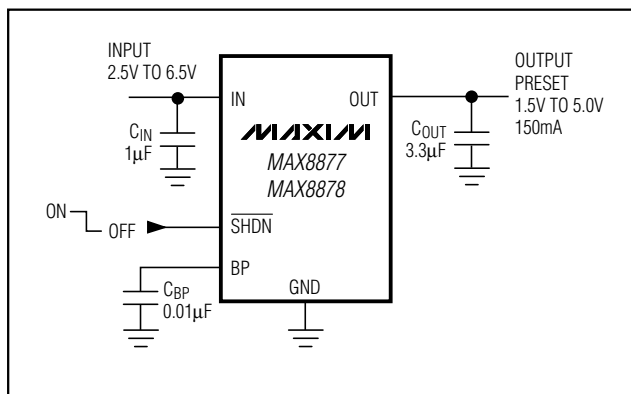 INPUT
2.5V TO 6.5V
IN
OUT
OUTPUT
PRESET
1.5V TO 5.0V
150mA
CIN
1μF
MAXIM
MAX8877
MAX8878
COUT
3.3μF
ON
OFF
SHDN
BP
GND
CBP
0.01μF